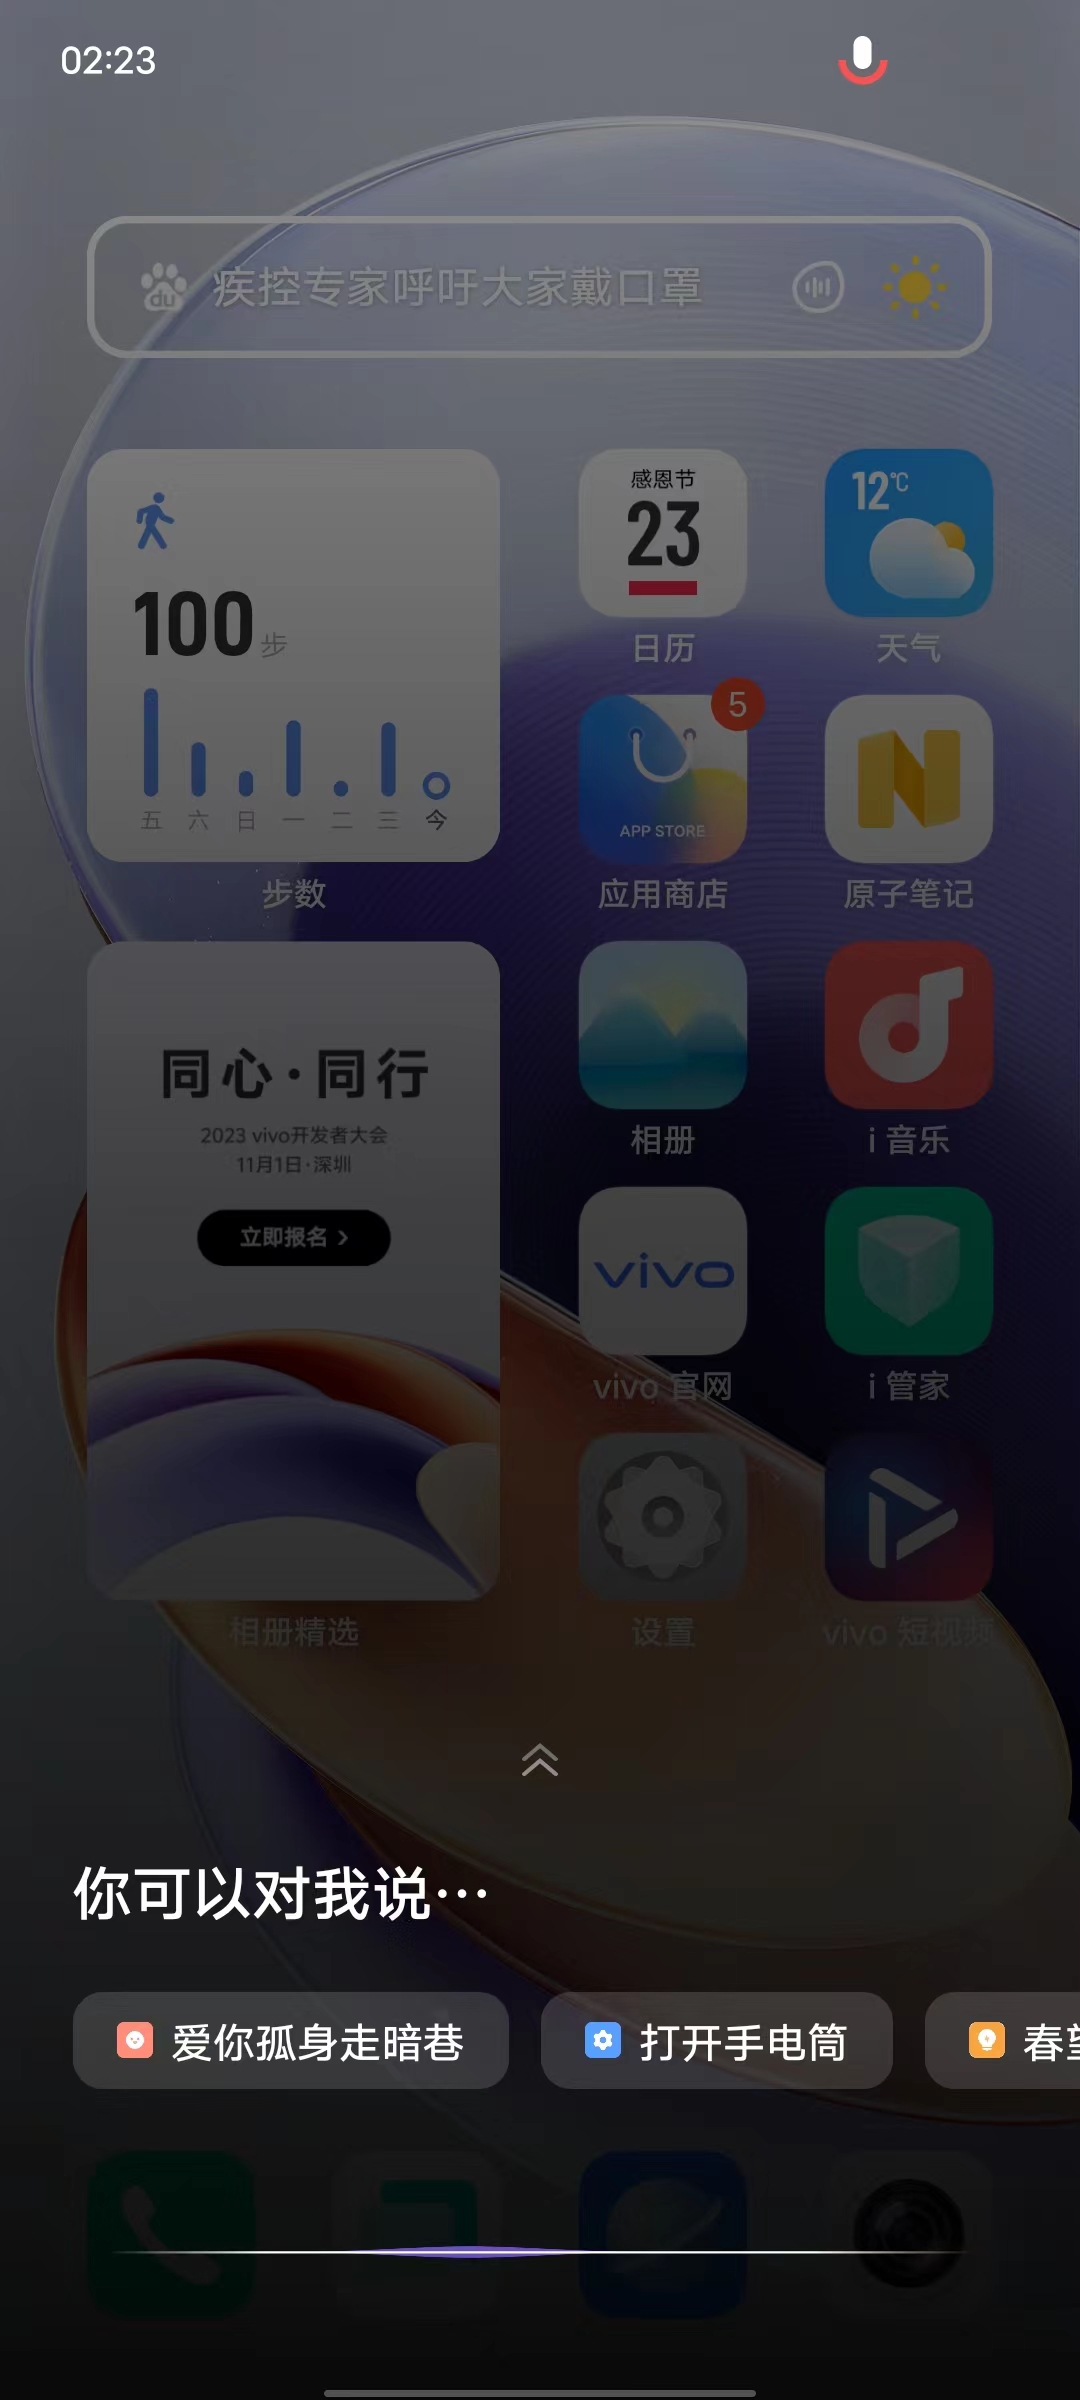 02:23
du
疾控专家呼吁大家戴口罩
100步
五 六 日 一 二 三 今
步数
感恩节
23
日历
12°C
天气
5
APP STORE
应用商店
原子笔记
同心·同行
2023 vivo开发者大会
11月1日·深圳
立即报名 >
相册精选
相册
i 音乐
vivo
vivo 官网
i 管家
设置
vivo 短视频
你可以对我说···
爱你孤身走暗巷
打开手电筒
春